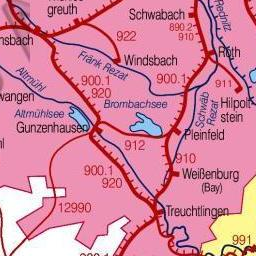 greuth
Schwabach
Rednitz
890.2
910
922
nsbach
Windsbach
Roth
Fränk Rezat
Altmühl
900.1
920
900.1
911
Brombachsee
wangen
Hilpolt
stein
Altmühlsee
Schwäb
Rezat
Gunzenhausen
Pleinfeld
912
910
900.1
920
Weißenburg
(Bay)
12990
Treuchtlingen
991